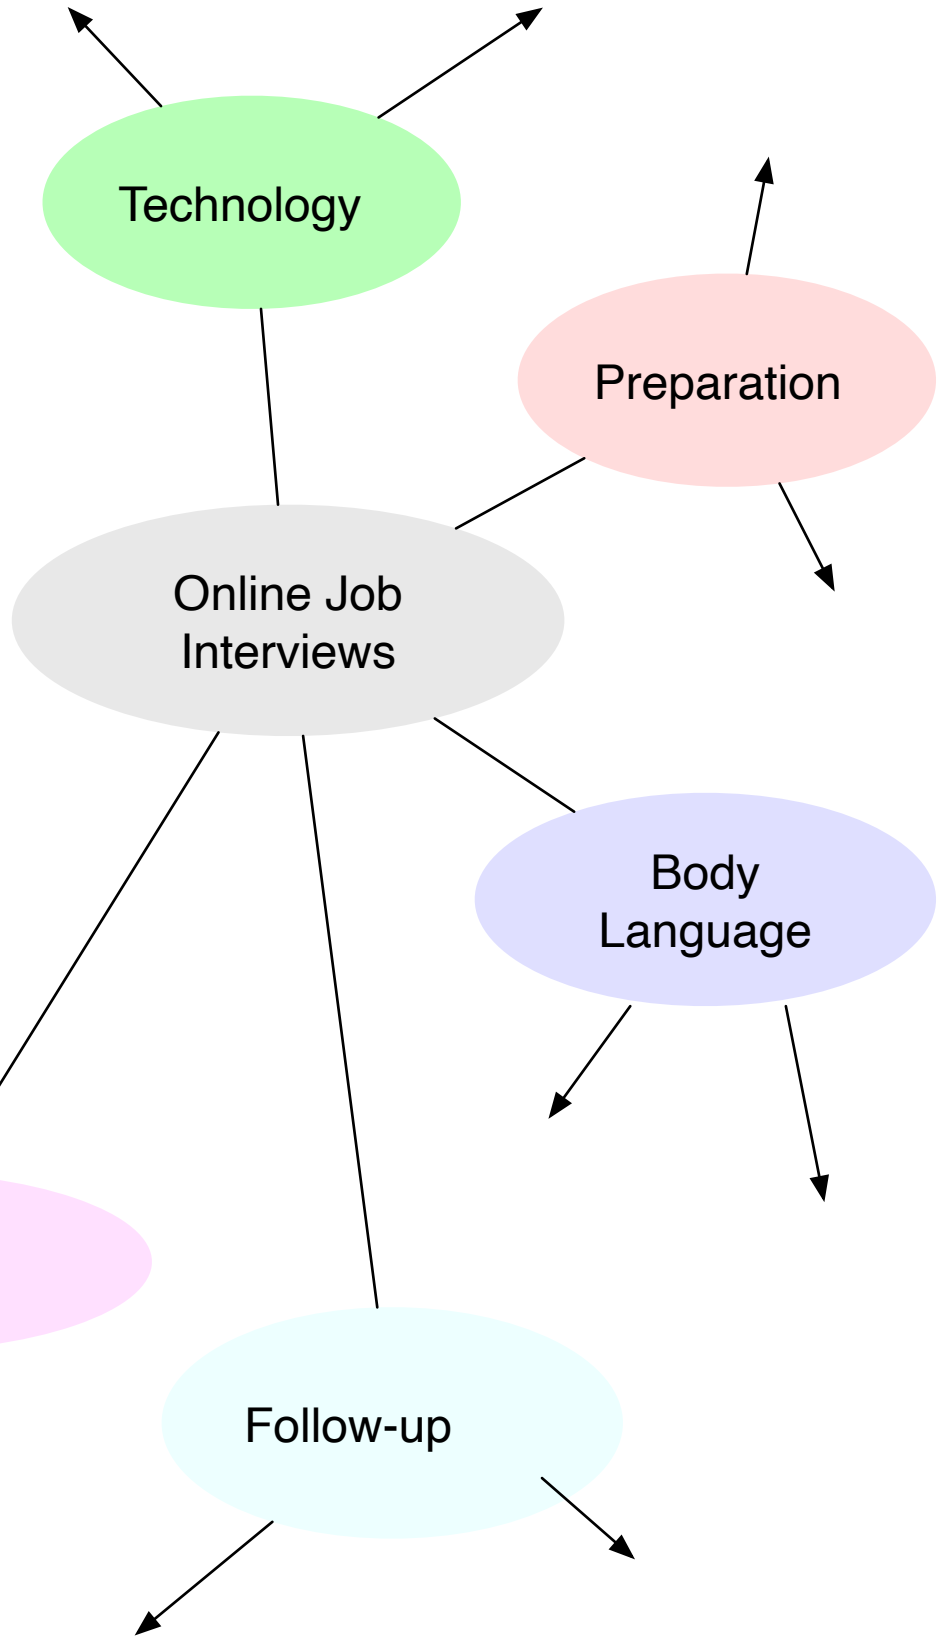 Technology
Preparation
Online Job
Interviews
Body
Language
Follow-up